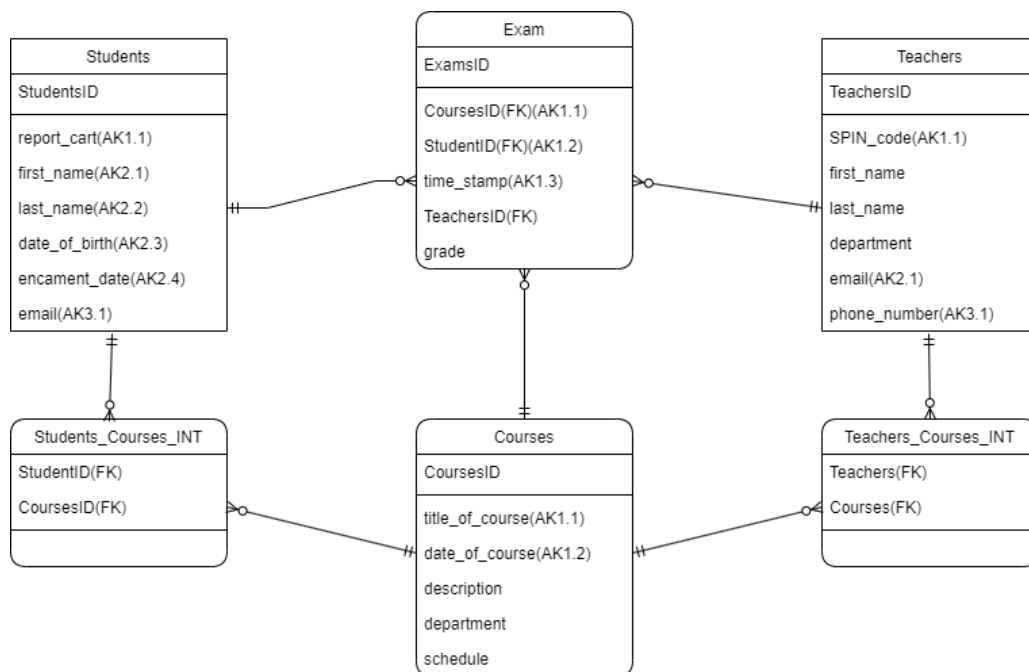 Students
StudentsID
report_cart(AK1.1)
first_name(AK2.1)
last_name(AK2.2)
date_of_birth(AK2.3)
encament_date(AK2.4)
email(AK3.1)
Exam
ExamsID
CoursesID(FK)(AK1.1)
StudentID(FK)(AK1.2)
time_stamp(AK1.3)
TeachersID(FK)
grade
Teachers
TeachersID
SPIN_code(AK1.1)
first_name
last_name
department
email(AK2.1)
phone_number(AK3.1)
Students_Courses_INT
StudentID(FK)
CoursesID(FK)
Courses
CoursesID
title_of_course(AK1.1)
date_of_course(AK1.2)
description
department
schedule
Teachers_Courses_INT
Teachers(FK)
Courses(FK)